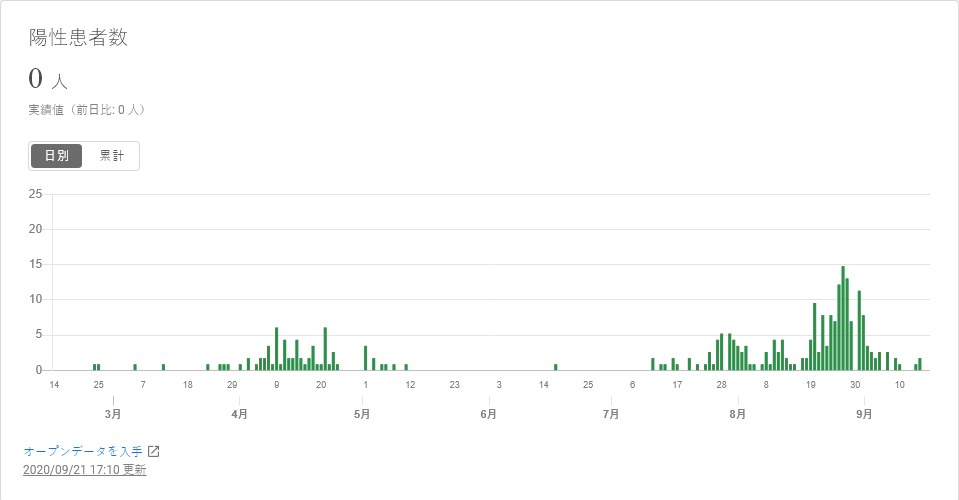 陽性患者数
0 人
実績値（前日比: 0 人）
日別 累計
25
20
15
10
5
0
14 25 7 18 29 9 20 1 12 23 3 14 25 6 17 28 8 19 30 10
3月 4月 5月 6月 7月 8月 9月
オープンデータを入手
2020/09/21 17:10 更新